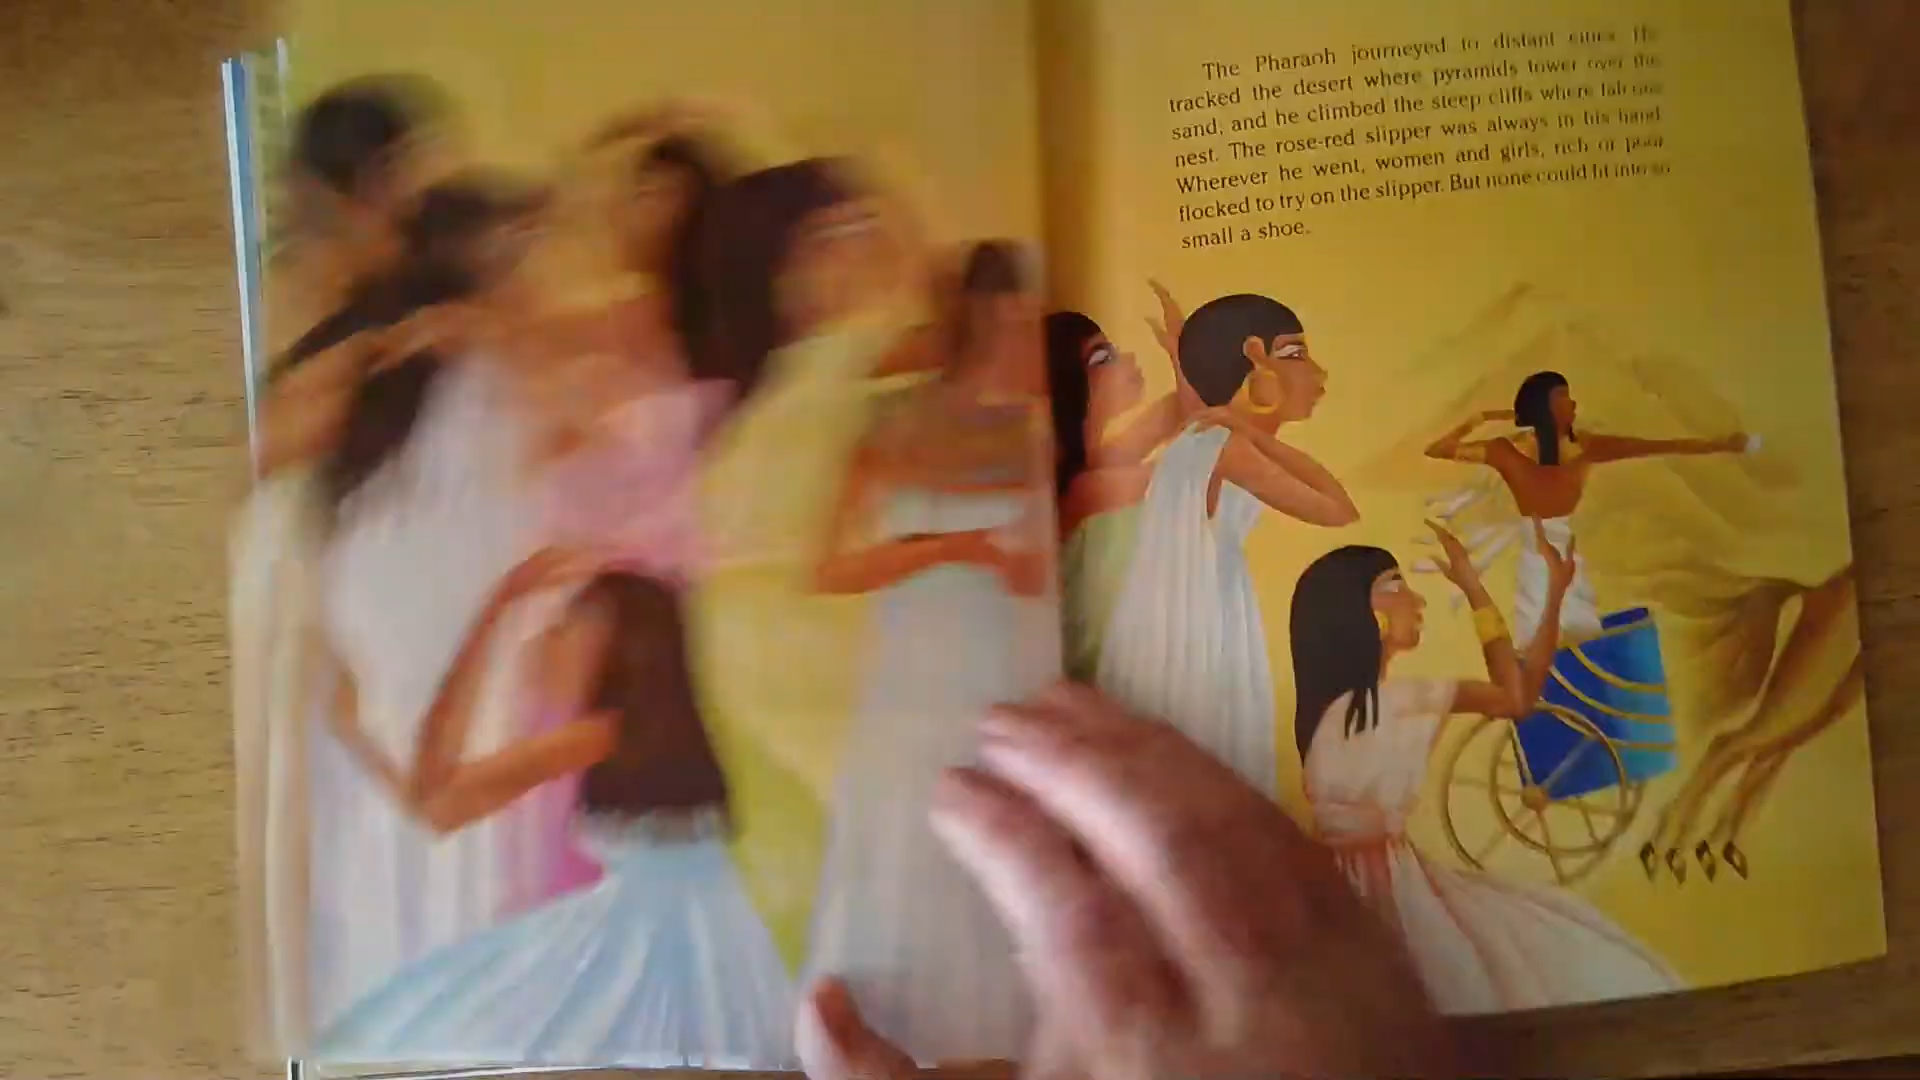 The Pharaoh journeyed to distant cities. He
tracked the desert where pyramids tower over the
sand, and he climbed the steep cliffs where falcons
nest. The rose-red slipper was always in his hand.
Wherever he went, women and girls, rich or poor,
flocked to try on the slipper. But none could fit into so
small a shoe.